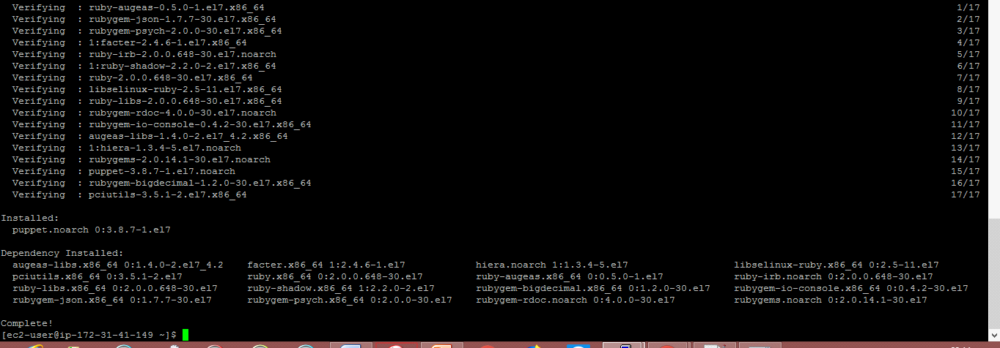 Verifying : ruby-augeas-0.5.0-1.el7.x86_64 1/17
Verifying : rubygem-json-1.7.7-30.el7.x86_64 2/17
Verifying : rubygem-psych-2.0.0-30.el7.x86_64 3/17
Verifying : 1:facter-2.4.6-1.el7.x86_64 4/17
Verifying : ruby-irb-2.0.0.648-30.el7.noarch 5/17
Verifying : 1:ruby-shadow-2.2.0-2.el7.x86_64 6/17
Verifying : ruby-2.0.0.648-30.el7.x86_64 7/17
Verifying : libselinux-ruby-2.5-11.el7.x86_64 8/17
Verifying : ruby-libs-2.0.0.648-30.el7.x86_64 9/17
Verifying : rubygem-rdoc-4.0.0-30.el7.noarch 10/17
Verifying : rubygem-io-console-0.4.2-30.el7.x86_64 11/17
Verifying : augeas-libs-1.4.0-2.el7_4.2.x86_64 12/17
Verifying : 1:hiera-1.3.4-5.el7.noarch 13/17
Verifying : rubygems-2.0.14.1-30.el7.noarch 14/17
Verifying : puppet-3.8.7-1.el7.noarch 15/17
Verifying : rubygem-bigdecimal-1.2.0-30.el7.x86_64 16/17
Verifying : pciutils-3.5.1-2.el7.x86_64 17/17
Installed:
puppet.noarch 0:3.8.7-1.el7
Dependency Installed:
augeas-libs.x86_64 0:1.4.0-2.el7_4.2 facter.x86_64 1:2.4.6-1.el7 hiera.noarch 1:1.3.4-5.el7 libselinux-ruby.x86_64 0:2.5-11.el7
pciutils.x86_64 0:3.5.1-2.el7 ruby.x86_64 0:2.0.0.648-30.el7 ruby-augeas.x86_64 0:0.5.0-1.el7 ruby-irb.noarch 0:2.0.0.648-30.el7
ruby-libs.x86_64 0:2.0.0.648-30.el7 ruby-shadow.x86_64 1:2.2.0-2.el7 rubygem-bigdecimal.x86_64 0:1.2.0-30.el7 rubygem-io-console.x86_64 0:0.4.2-30.el7
rubygem-json.x86_64 0:1.7.7-30.el7 rubygem-psych.x86_64 0:2.0.0-30.el7 rubygem-rdoc.noarch 0:4.0.0-30.el7 rubygems.noarch 0:2.0.14.1-30.el7
Complete!
[ec2-user@ip-172-31-41-149 ~]$